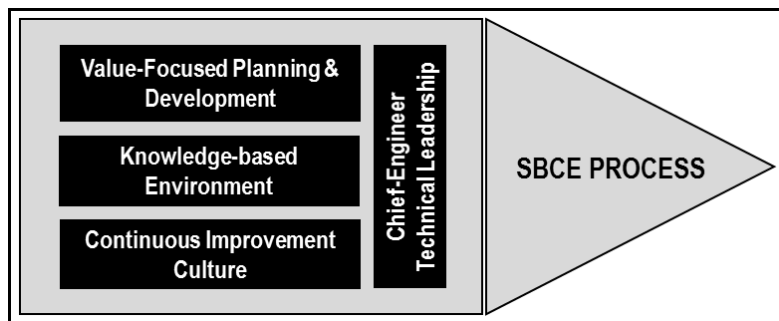 Value-Focused Planning &
Development
Knowledge-based
Environment
Continuous Improvement
Culture
Chief-Engineer
Technical Leadership
SBCE PROCESS